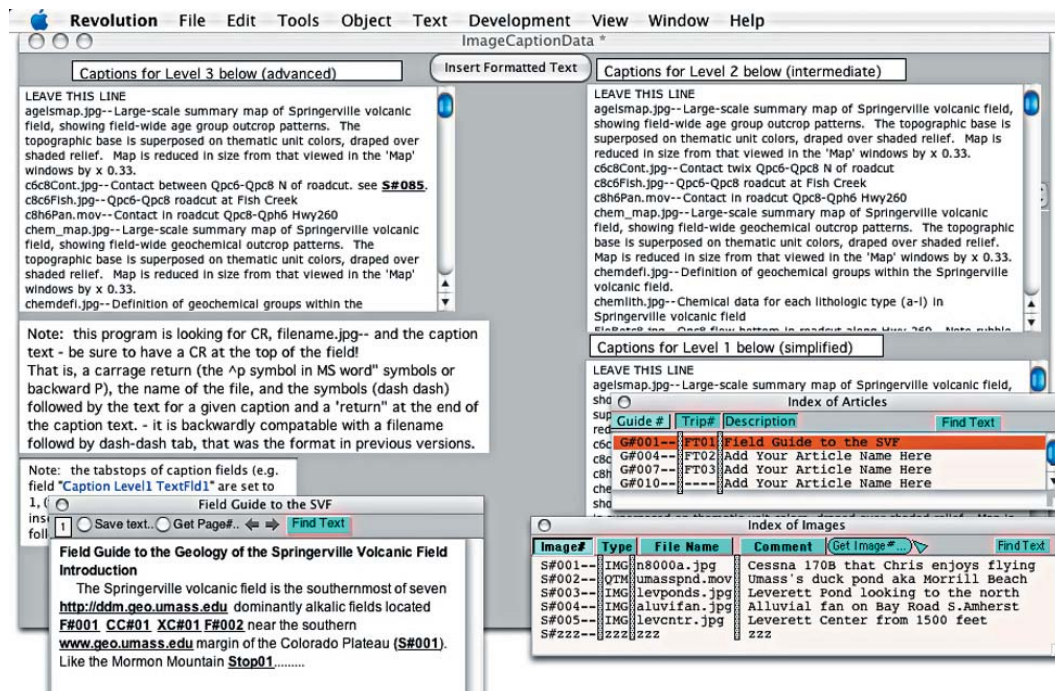 Revolution File Edit Tools Object Text Development View Window Help
ImageCaptionData *
Captions for Level 3 below (advanced)
Insert Formatted Text
Captions for Level 2 below (intermediate)
LEAVE THIS LINE
agelsmap.jpg--Large-scale summary map of Springerville volcanic
field, showing field-wide age group outcrop patterns. The
topographic base is superposed on thematic unit colors, draped over
shaded relief. Map is reduced in size from that viewed in the 'Map'
windows by x 0.33.
c6c8Cont.jpg--Contact between Qpc6-Qpc8 N of roadcut. see S#085.
c8c6Fish.jpg--Qpc6-Qpc8 roadcut at Fish Creek
c8h6Pan.mov--Contact in roadcut Qpc8-Qph6 Hwy260
chem_map.jpg--Large-scale summary map of Springerville volcanic
field, showing field-wide geochemical outcrop patterns. The
topographic base is superposed on thematic unit colors, draped over
shaded relief. Map is reduced in size from that viewed in the 'Map'
windows by x 0.33.
chemdefi.jpg--Definition of geochemical groups within the
LEAVE THIS LINE
agelsmap.jpg--Large-scale summary map of Springerville volcanic field,
showing field-wide age group outcrop patterns. The topographic base is
superposed on thematic unit colors, draped over shaded relief. Map is
reduced in size from that viewed in the 'Map' windows by x 0.33.
c6c8Cont.jpg--Contact twix Qpc6-Qpc8 N of roadcut
c8c6Fish.jpg--Qpc6-Qpc8 roadcut at Fish Creek
c8h6Pan.mov--Contact in roadcut Qpc8-Qph6 Hwy260
chem_map.jpg--Large-scale summary map of Springerville volcanic
field, showing field-wide geochemical outcrop patterns. The topographic
base is superposed on thematic unit colors, draped over shaded relief.
Map is reduced in size from that viewed in the 'Map' windows by x 0.33.
chemdefi.jpg--Definition of geochemical groups within the Springerville
volcanic field.
chemlith.jpg--Chemical data for each lithologic type (a-l) in
Springerville volcanic field
Note: this program is looking for CR, filename.jpg-- and the caption
text - be sure to have a CR at the top of the field!
That is, a carrage return (the ^p symbol in MS word" symbols or
backward P), the name of the file, and the symbols (dash dash)
followed by the text for a given caption and a "return" at the end of
the caption text. - it is backwardly compatable with a filename
followd by dash-dash tab, that was the format in previous versions.
Captions for Level 1 below (simplified)
LEAVE THIS LINE
agelsmap.jpg--Large-scale summary map of Springerville volcanic field,
Note: the tabstops of caption fields (e.g.
field "Caption Level1 TextFld1" are set to
Index of Articles
Guide # Trip# Description Find Text
G#001-- FT01 Field Guide to the SVF
G#004-- FT02 Add Your Article Name Here
G#007-- FT03 Add Your Article Name Here
G#010-- ---- Add Your Article Name Here
Field Guide to the SVF
1 Save text.. Get Page#.. Find Text
Field Guide to the Geology of the Springerville Volcanic Field
Introduction
The Springerville volcanic field is the southernmost of seven
http://ddm.geo.umass.edu dominantly alkalic fields located
F#001 CC#01 XC#01 F#002 near the southern
www.geo.umass.edu margin of the Colorado Plateau (S#001).
Like the Mormon Mountain Stop01.........
Index of Images
Image# Type File Name Comment Get Image#...) Find Text
S#001-- IMG n8000a.jpg Cessna 170B that Chris enjoys flying
S#002-- QTM umasspnd.mov Umass's duck pond aka Morrill Beach
S#003-- IMG levponds.jpg Leverett Pond looking to the north
S#004-- IMG aluvifan.jpg Alluvial fan on Bay Road S.Amherst
S#005-- IMG levcntr.jpg Leverett Center from 1500 feet
S#zzz-- zzz zzz zzz